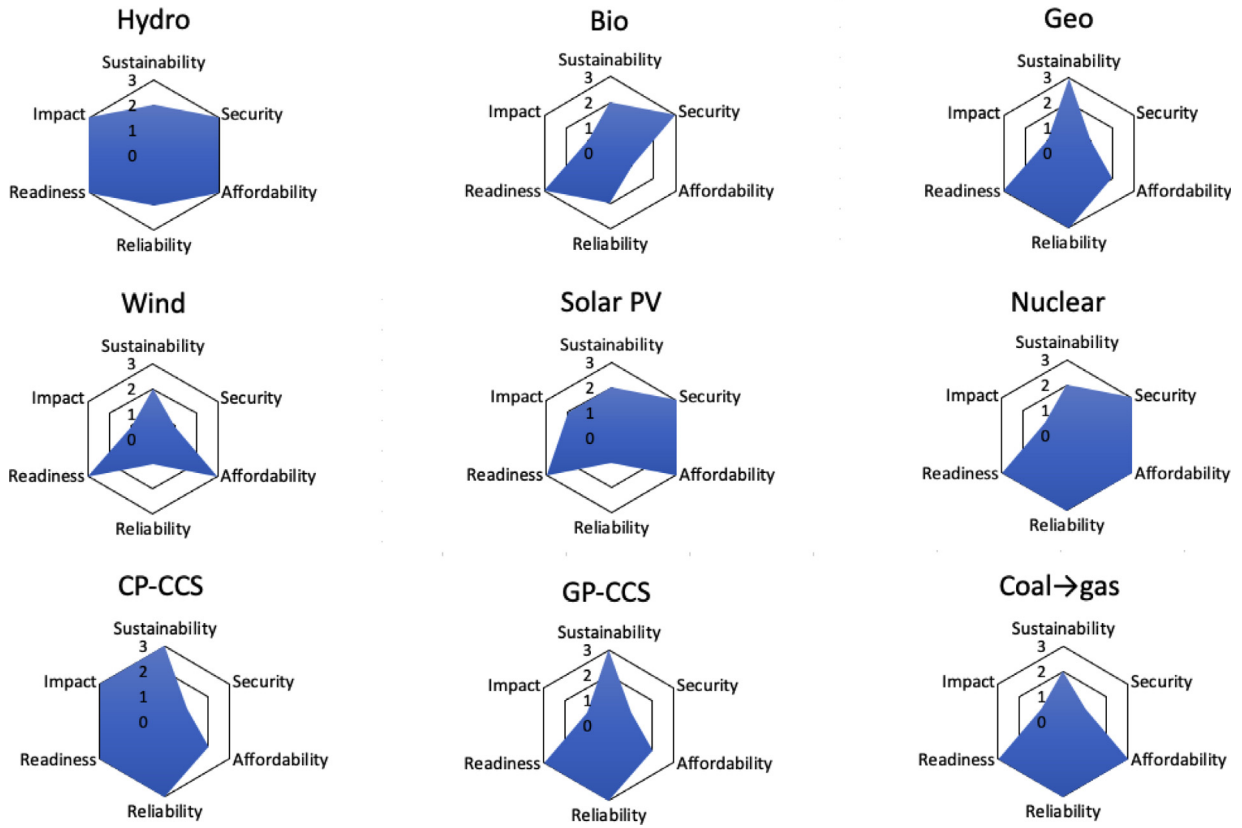 Hydro
Sustainability
3
2
1
0
Impact
Security
Readiness
Affordability
Reliability
Bio
Sustainability
3
2
1
0
Impact
Security
Readiness
Affordability
Reliability
Geo
Sustainability
3
2
1
0
Impact
Security
Readiness
Affordability
Reliability
Wind
Sustainability
3
2
1
0
Impact
Security
Readiness
Affordability
Reliability
Solar PV
Sustainability
3
2
1
0
Impact
Security
Readiness
Affordability
Reliability
Nuclear
Sustainability
3
2
1
0
Impact
Security
Readiness
Affordability
Reliability
CP-CCS
Sustainability
3
2
1
0
Impact
Security
Readiness
Affordability
Reliability
GP-CCS
Sustainability
3
2
1
0
Impact
Security
Readiness
Affordability
Reliability
Coal→gas
Sustainability
3
2
1
0
Impact
Security
Readiness
Affordability
Reliability